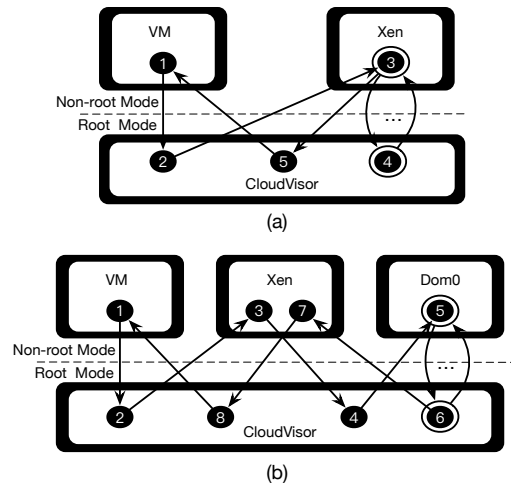 VM Xen
1 3
Non-root Mode
Root Mode ...
2 5 4
CloudVisor
(a)
VM Xen Dom0
1 3 7 5
Non-root Mode
Root Mode ...
2 8 4 6
CloudVisor
(b)